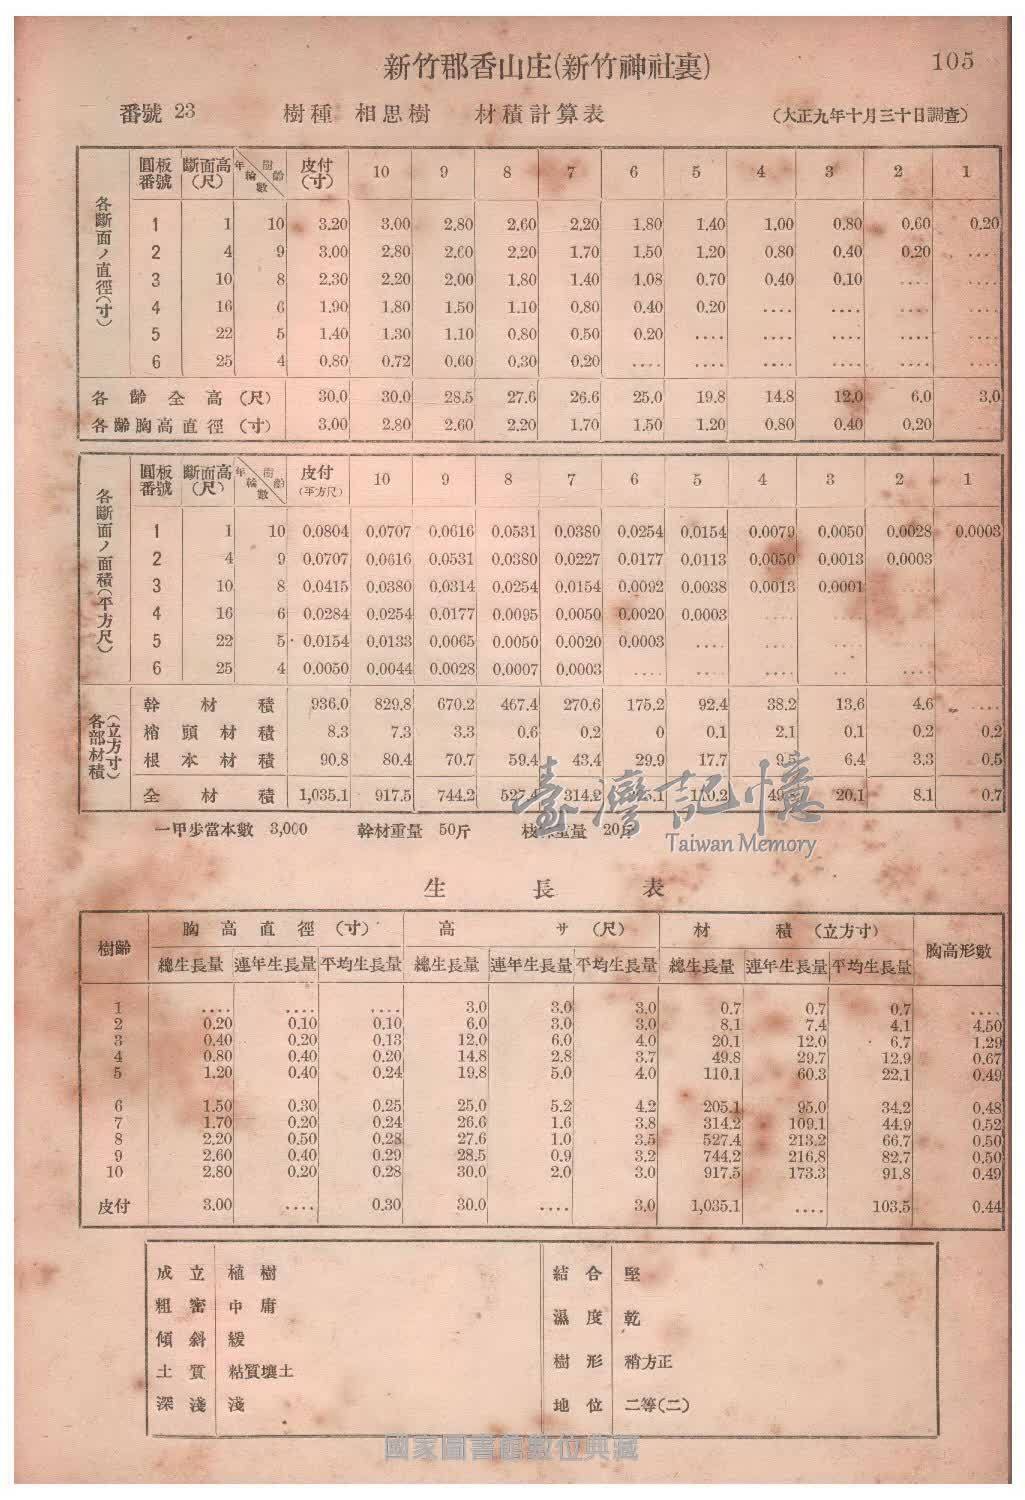 105
新竹郡香山庄(新竹神社裏)
番號 23 樹種 相思樹 材積計算表 (大正九年十月三十日調査)
各斷面ノ直徑(寸)
圓板番號 斷面高(尺) 年輪數 樹齡 皮付(寸) 10 9 8 7 6 5 4 3 2 1
1 1 10 3.20 3.00 2.80 2.60 2.20 1.80 1.40 1.00 0.80 0.60 0.20
2 4 9 3.00 2.80 2.60 2.20 1.70 1.50 1.20 0.80 0.40 0.20 ....
3 10 8 2.30 2.20 2.00 1.80 1.40 1.08 0.70 0.40 0.10 .... ....
4 16 6 1.90 1.80 1.50 1.10 0.80 0.40 0.20 .... .... .... ....
5 22 5 1.40 1.30 1.10 0.80 0.50 0.20 .... .... .... .... ....
6 25 4 0.80 0.72 0.60 0.30 0.20 .... .... .... .... .... ....
各齡全高(尺) 30.0 30.0 28.5 27.6 26.6 25.0 19.8 14.8 12.0 6.0 3.0
各齡胸高直徑(寸) 3.00 2.80 2.60 2.20 1.70 1.50 1.20 0.80 0.40 0.20
各斷面ノ面積(平方尺)
圓板番號 斷面高(尺) 年輪數 樹齡 皮付(平方尺) 10 9 8 7 6 5 4 3 2 1
1 1 10 0.0804 0.0707 0.0616 0.0531 0.0380 0.0254 0.0154 0.0079 0.0050 0.0028 0.0003
2 4 9 0.0707 0.0616 0.0531 0.0380 0.0227 0.0177 0.0113 0.0050 0.0013 0.0003
3 10 8 0.0415 0.0380 0.0314 0.0254 0.0154 0.0092 0.0038 0.0013 0.0001
4 16 6 0.0284 0.0254 0.0177 0.0095 0.0050 0.0020 0.0003 .... ....
5 22 5 0.0154 0.0133 0.0065 0.0050 0.0020 0.0003 .... .... .... ....
6 25 4 0.0050 0.0044 0.0028 0.0007 0.0003 .... .... .... .... ....
各部材積(立方寸)
幹材積 936.0 829.8 670.2 467.4 270.6 175.2 92.4 38.2 13.6 4.6 ....
梢頭材積 8.3 7.3 3.3 0.6 0.2 0 0.1 2.1 0.1 0.2 0.2
根本材積 90.8 80.4 70.7 59.4 43.4 29.9 17.7 9.5 6.4 3.3 0.5
全材積 1,035.1 917.5 744.2 527.4 314.2 110.2 20.1 8.1 0.7
臺灣記憶
Taiwan Memory
一甲步當本數 3,000 幹材重量 50斤 枝 重量 20斤
生長表
樹齡 胸高直徑(寸) 高サ(尺) 材積(立方寸) 胸高形數
總生長量 連年生長量 平均生長量 總生長量 連年生長量 平均生長量 總生長量 連年生長量 平均生長量
1 .... .... .... 3.0 3.0 3.0 0.7 0.7 0.7 ....
2 0.20 0.10 0.10 6.0 3.0 3.0 8.1 7.4 4.1 4.50
3 0.40 0.20 0.13 12.0 6.0 4.0 20.1 12.0 6.7 1.29
4 0.80 0.40 0.20 14.8 2.8 3.7 49.8 29.7 12.9 0.67
5 1.20 0.40 0.24 19.8 5.0 4.0 110.1 60.3 22.1 0.49
6 1.50 0.30 0.25 25.0 5.2 4.2 205.1 95.0 34.2 0.48
7 1.70 0.20 0.24 26.6 1.6 3.8 314.2 109.1 44.9 0.52
8 2.20 0.50 0.28 27.6 1.0 3.5 527.4 213.2 66.7 0.50
9 2.60 0.40 0.29 28.5 0.9 3.2 744.2 216.8 82.7 0.50
10 2.80 0.20 0.28 30.0 2.0 3.0 917.5 173.3 91.8 0.49
皮付 3.00 .... 0.30 30.0 .... 3.0 1,035.1 .... 103.5 0.44
成立 植樹
粗密 中庸
傾斜 緩
土質 粘質壤土
深淺 淺
結合 堅
濕度 乾
樹形 稍方正
地位 二等(二)
國家圖書館數位典藏